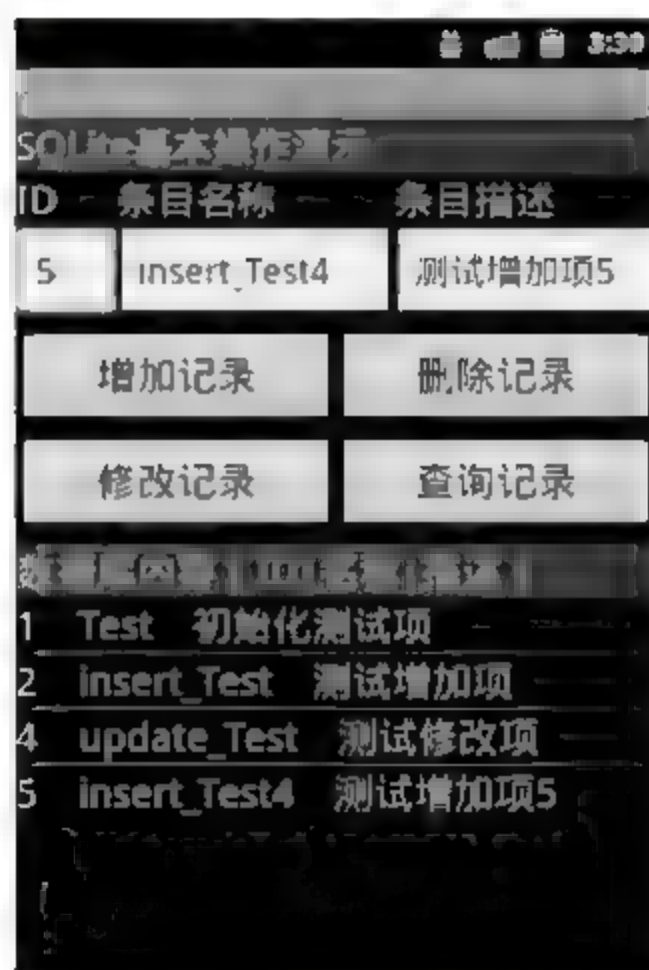 3:30
SQLite基本操作演示
ID 条目名称 条目描述
5 insert_Test4 测试增加项5
增加记录 删除记录
修改记录 查询记录
1 Test 初始化测试项
2 insert_Test 测试增加项
4 update_Test 测试修改项
5 insert_Test4 测试增加项5